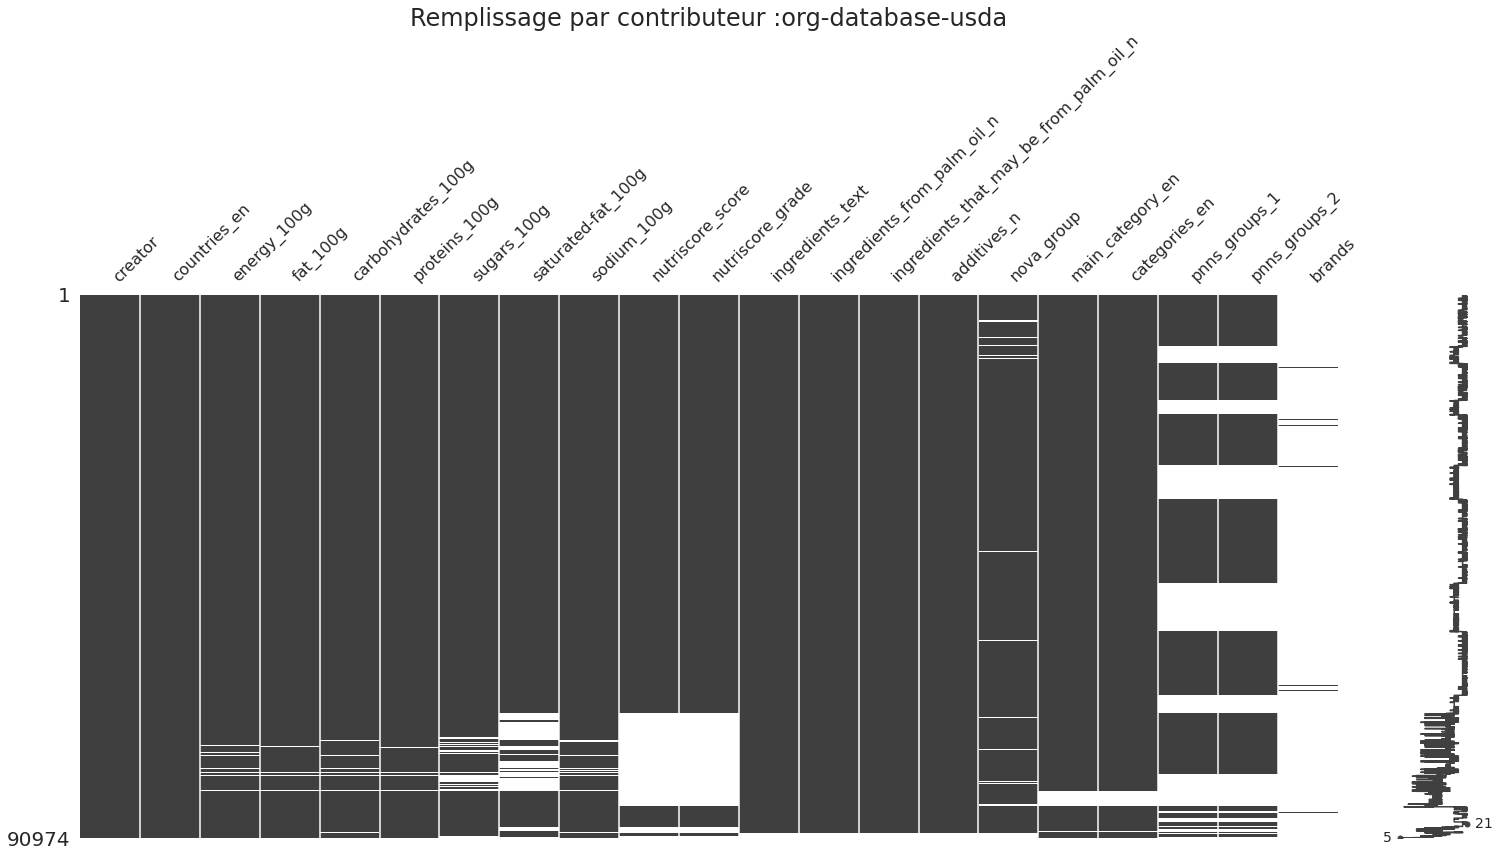 Remplissage par contributeur :org-database-usda
creator
countries_en
energy_100g
fat_100g
carbohydrates_100g
proteins_100g
sugars_100g
saturated-fat_100g
sodium_100g
nutriscore_score
nutriscore_grade
ingredients_text
ingredients_from_palm_oil_n
ingredients_that_may_be_from_palm_oil_n
additives_n
nova_group
main_category_en
categories_en
pnns_groups_1
pnns_groups_2
brands
1
90974
5
21